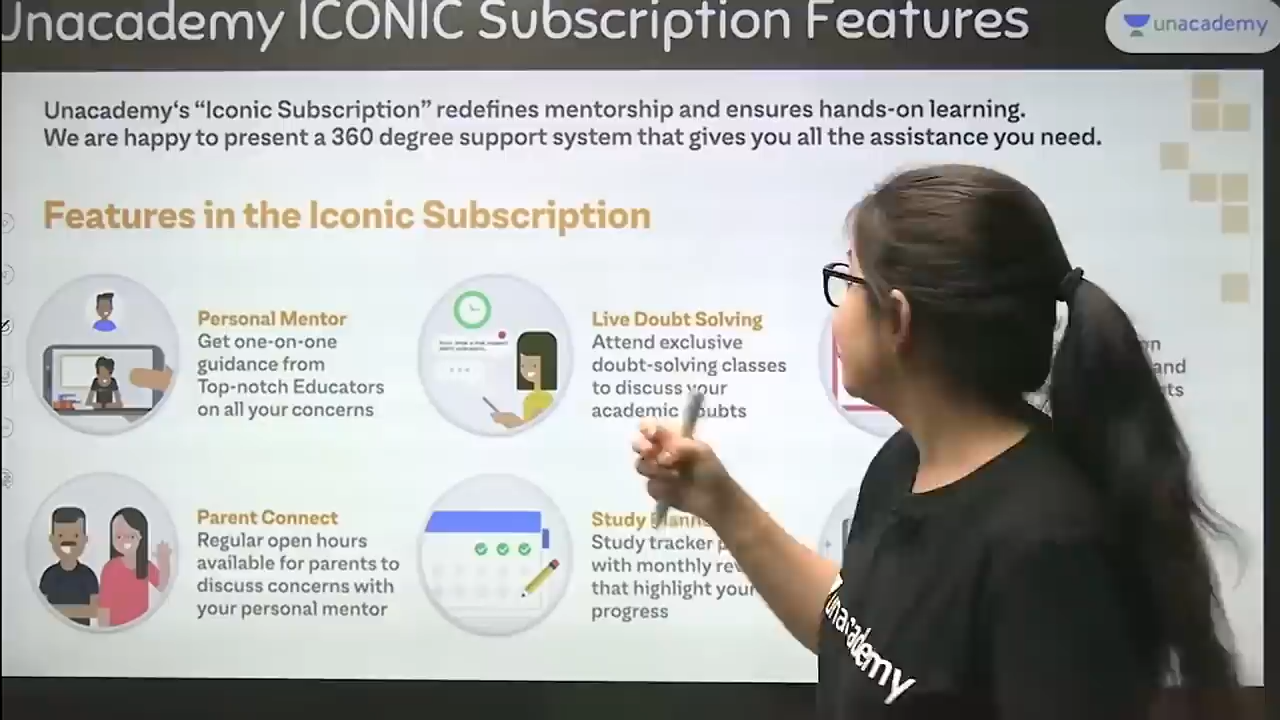 Unacademy ICONIC Subscription Features
unacademy
Unacademy's “Iconic Subscription” redefines mentorship and ensures hands-on learning.
We are happy to present a 360 degree support system that gives you all the assistance you need.
Features in the Iconic Subscription
Personal Mentor
Get one-on-one
guidance from
Top-notch Educators
on all your concerns
Live Doubt Solving
Attend exclusive
doubt-solving classes
to discuss your
academic doubts
and
Parent Connect
Regular open hours
available for parents to
discuss concerns with
your personal mentor
Study
Study tracker
with monthly
that highlight your
progress
unacademy